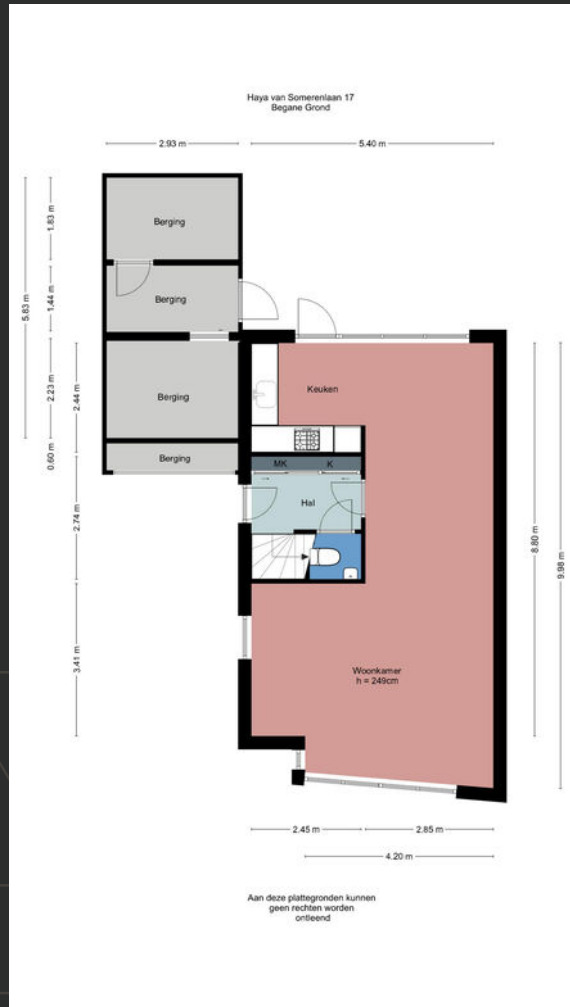 Haya van Somerenlaan 17
Begane Grond
2.93 m
5.40 m
Berging
1.83 m
Berging
1.44 m
5.83 m
Keuken
2.23 m
2.44 m
Berging
Berging
0.60 m
MK
K
Hal
2.74 m
8.80 m
9.98 m
3.41 m
Woonkamer
h = 249cm
2.45 m
2.85 m
4.20 m
Aan deze plattegronden kunnen
geen rechten worden
ontleend